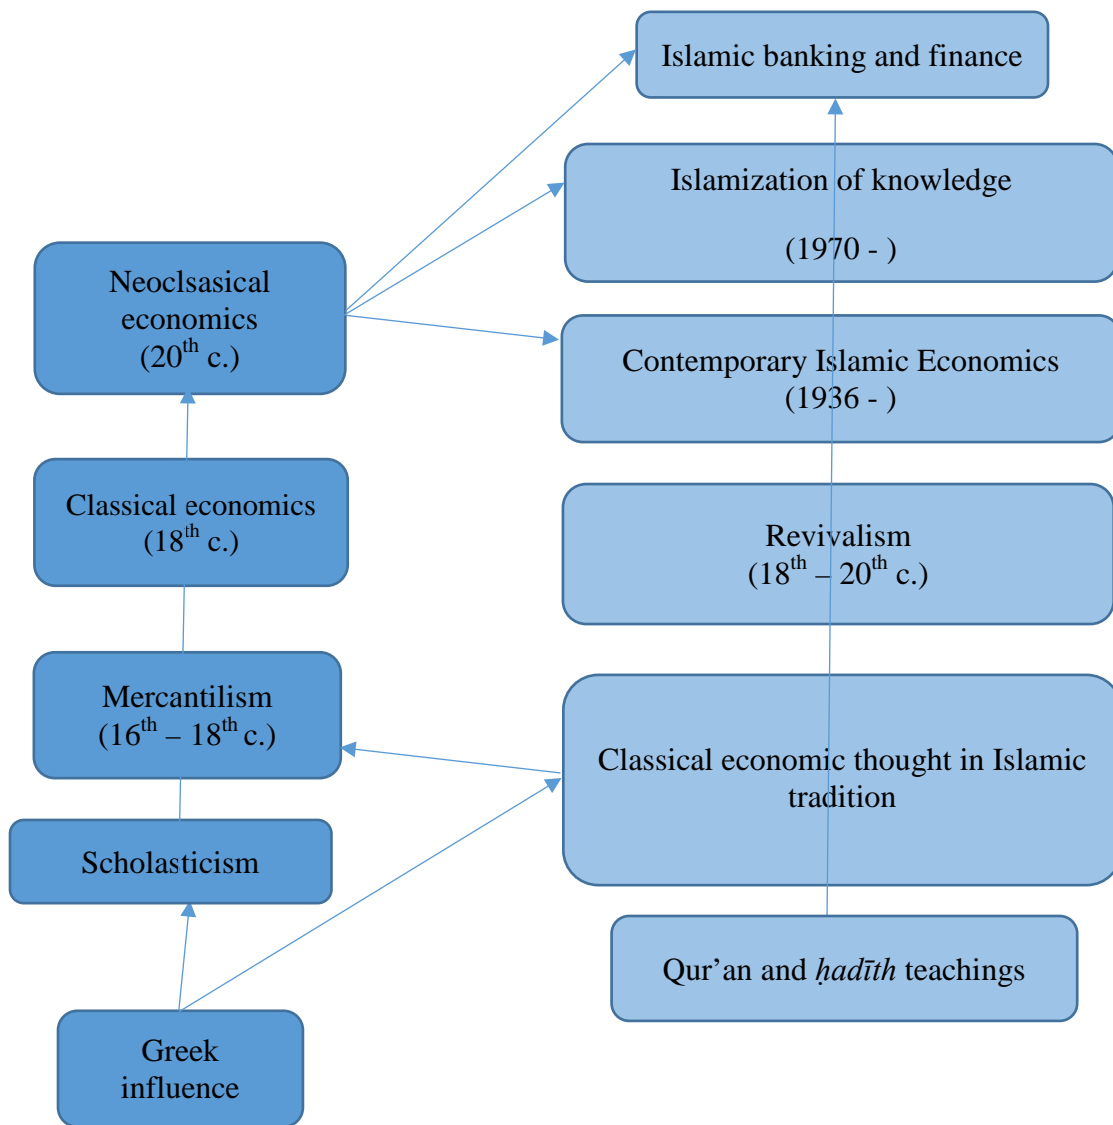 Islamic banking and finance
Islamization of knowledge
(1970 - )
Neoclsasical
economics
(20th c.)
Contemporary Islamic Economics
(1936 - )
Classical economics
(18th c.)
Revivalism
(18th – 20th c.)
Mercantilism
(16th – 18th c.)
Classical economic thought in Islamic
tradition
Scholasticism
Qur’an and ḥadīth teachings
Greek
influence